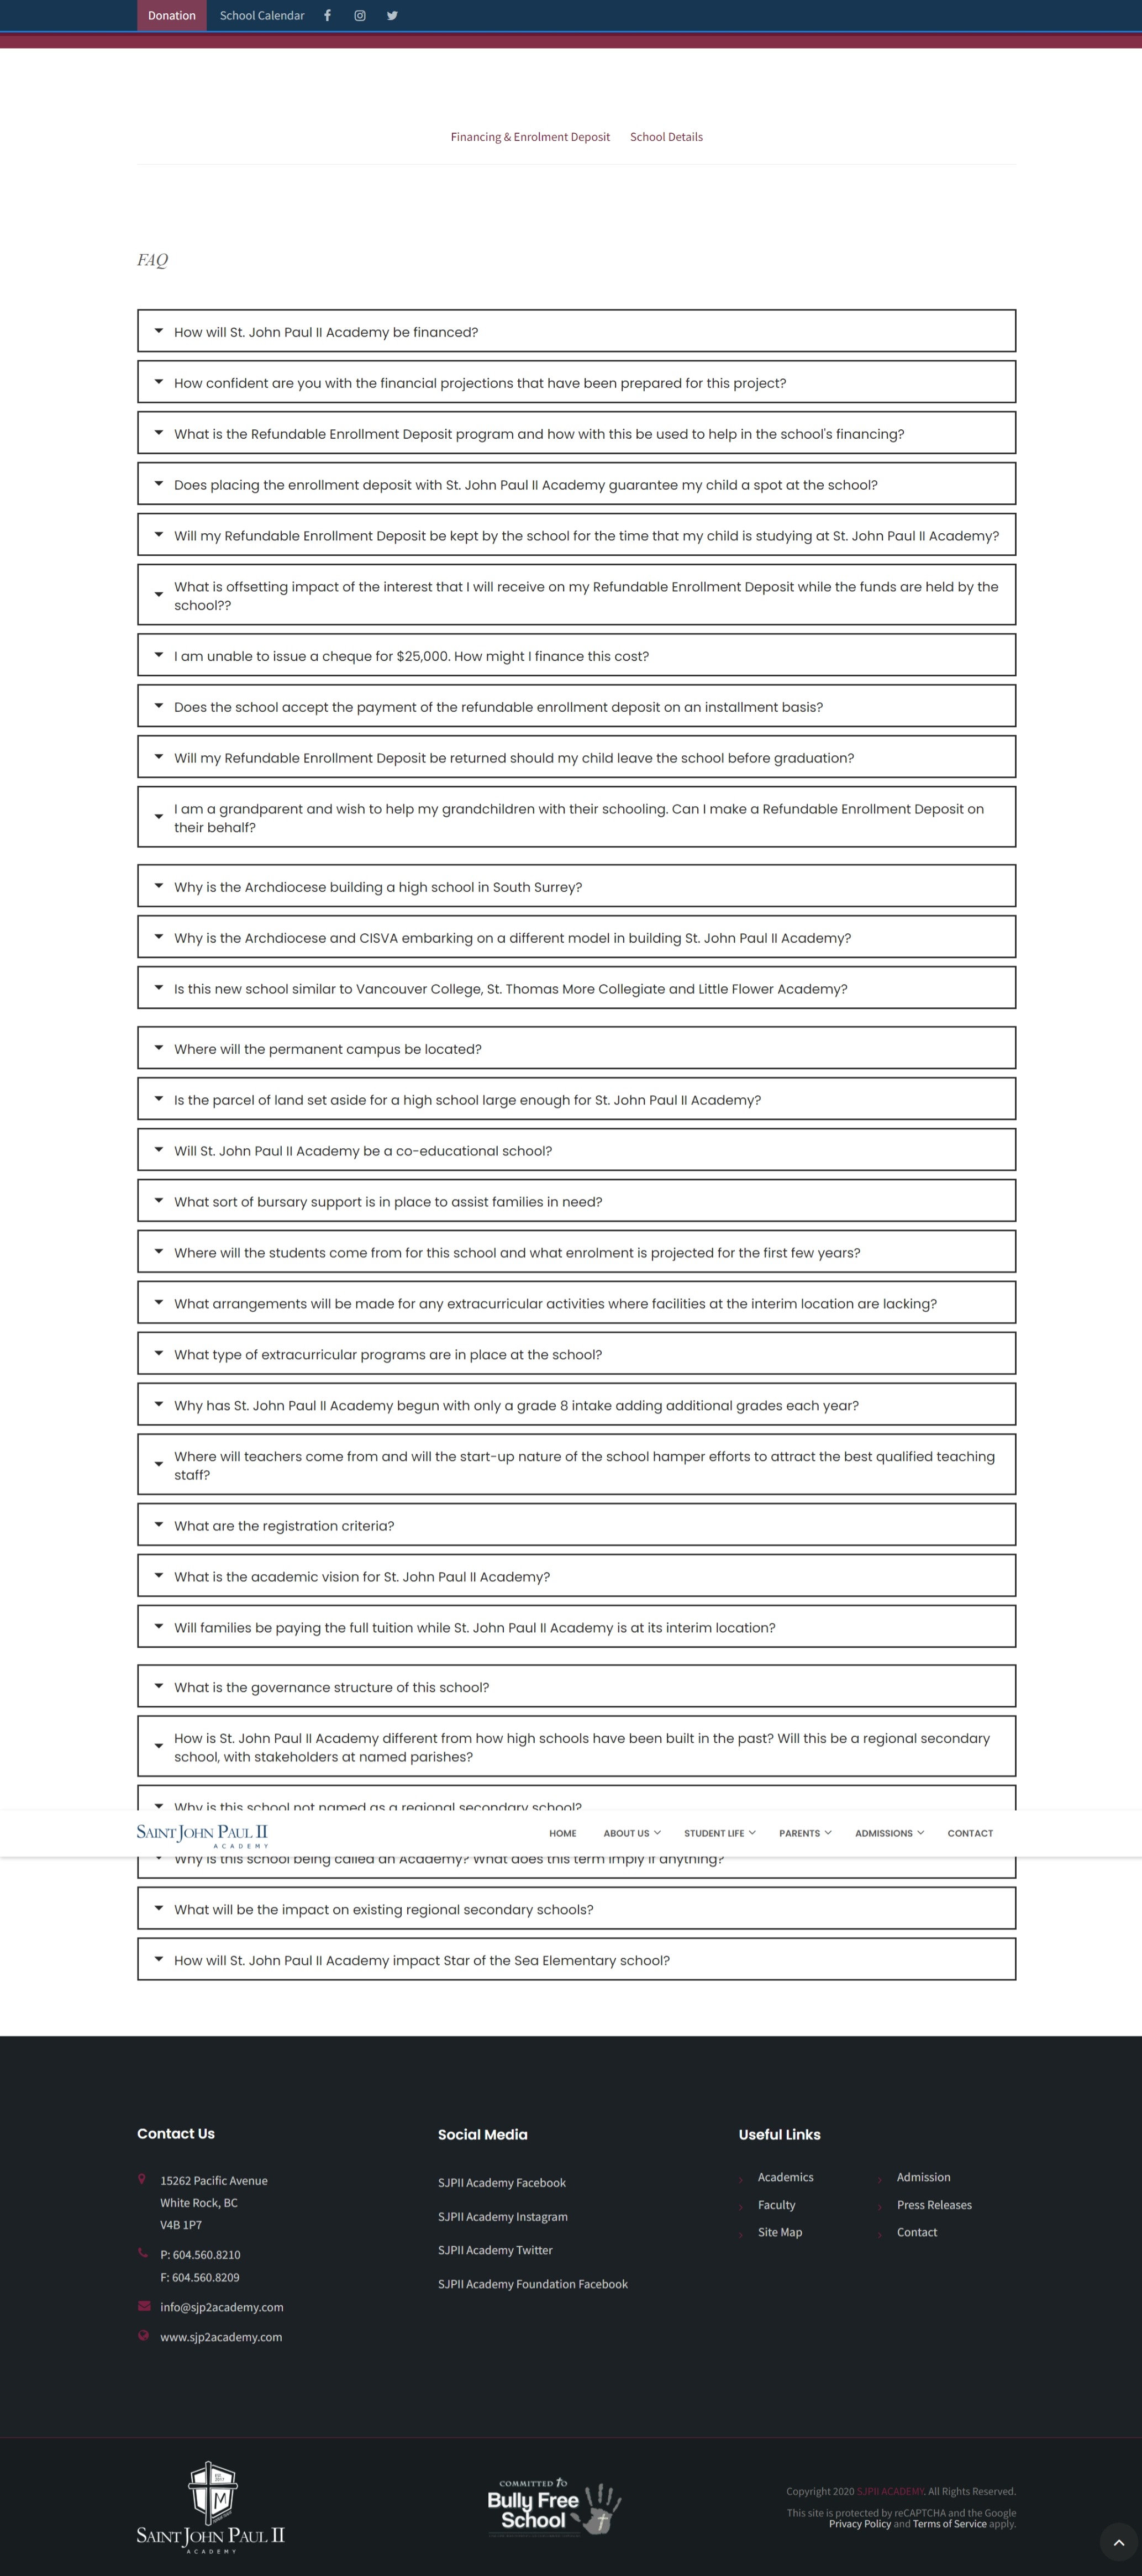 Donation School Calendar
Financing & Enrolment Deposit School Details
FAQ
How will St. John Paul II Academy be financed?
How confident are you with the financial projections that have been prepared for this project?
What is the Refundable Enrollment Deposit program and how with this be used to help in the school's financing?
Does placing the enrollment deposit with St. John Paul II Academy guarantee my child a spot at the school?
Will my Refundable Enrollment Deposit be kept by the school for the time that my child is studying at St. John Paul II Academy?
What is offsetting impact of the interest that I will receive on my Refundable Enrollment Deposit while the funds are held by the
school??
I am unable to issue a cheque for $25,000. How might I finance this cost?
Does the school accept the payment of the refundable enrollment deposit on an installment basis?
Will my Refundable Enrollment Deposit be returned should my child leave the school before graduation?
I am a grandparent and wish to help my grandchildren with their schooling. Can I make a Refundable Enrollment Deposit on
their behalf?
Why is the Archdiocese building a high school in South Surrey?
Why is the Archdiocese and CISVA embarking on a different model in building St. John Paul II Academy?
Is this new school similar to Vancouver College, St. Thomas More Collegiate and Little Flower Academy?
Where will the permanent campus be located?
Is the parcel of land set aside for a high school large enough for St. John Paul II Academy?
Will St. John Paul II Academy be a co-educational school?
What sort of bursary support is in place to assist families in need?
Where will the students come from for this school and what enrolment is projected for the first few years?
What arrangements will be made for any extracurricular activities where facilities at the interim location are lacking?
What type of extracurricular programs are in place at the school?
Why has St. John Paul II Academy begun with only a grade 8 intake adding additional grades each year?
Where will teachers come from and will the start-up nature of the school hamper efforts to attract the best qualified teaching
staff?
What are the registration criteria?
What is the academic vision for St. John Paul II Academy?
Will families be paying the full tuition while St. John Paul II Academy is at its interim location?
What is the governance structure of this school?
How is St. John Paul II Academy different from how high schools have been built in the past? Will this be a regional secondary
school, with stakeholders at named parishes?
Why is this school not named as a regional secondary school?
SAINT JOHN PAUL II
ACADEMY
HOME ABOUT US STUDENT LIFE PARENTS ADMISSIONS CONTACT
Why is this school being called an Academy? What does this term imply if anything?
What will be the impact on existing regional secondary schools?
How will St. John Paul II Academy impact Star of the Sea Elementary school?
Contact Us
15262 Pacific Avenue
White Rock, BC
V4B 1P7
P: 604.560.8210
F: 604.560.8209
info@sjp2academy.com
www.sjp2academy.com
Social Media
SJPII Academy Facebook
SJPII Academy Instagram
SJPII Academy Twitter
SJPII Academy Foundation Facebook
Useful Links
Academics Admission
Faculty Press Releases
Site Map Contact
M
SAINT JOHN PAUL II
ACADEMY
COMMITTED to
Bully Free
School
Copyright 2020 SJPII ACADEMY. All Rights Reserved.
This site is protected by reCAPTCHA and the Google
Privacy Policy and Terms of Service apply.